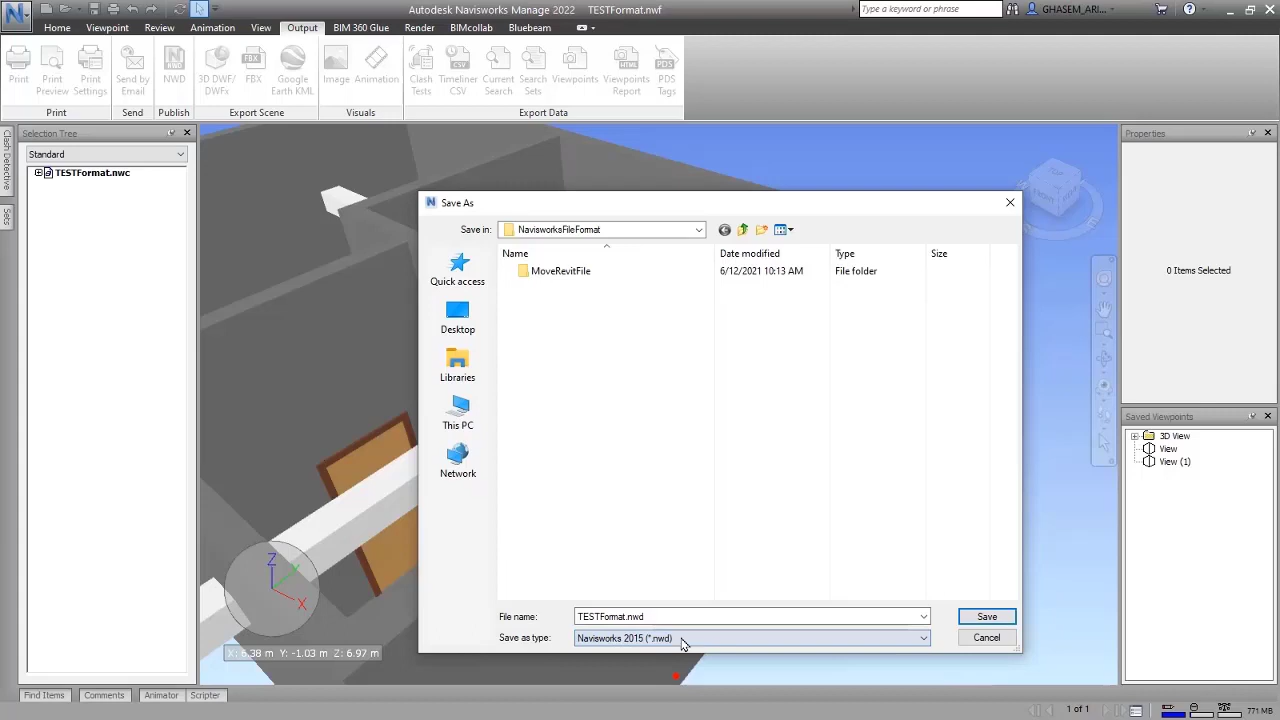 Autodesk Navisworks Manage 2022 TESTFormat.nwf
Type a keyword or phrase
GHASEM_ARI...
Home Viewpoint Review Animation View Output BIM 360 Glue Render BIMcollab Bluebeam
Print Print Preview Print Settings Send by Email NWD 3D DWF/DWFx FBX Google Earth KML Image Animation Clash Tests Timeliner CSV Current Search Search Sets Viewpoints Viewpoints Report PDS Tags
Print Send Publish Export Scene Visuals Export Data
Clash Detective
Sets
Selection Tree
Standard
TESTFormat.nwc
Save As
Save in: NavisworksFileFormat
Name Date modified Type Size
MoveRevitFile 6/12/2021 10:13 AM File folder
Quick access
Desktop
Libraries
This PC
Network
File name: TESTFormat.nwd Save
Save as type: Navisworks 2015 (*.nwd) Cancel
Properties
0 Items Selected
Saved Viewpoints
3D View
View
View (1)
Z
Y
X
X: 6.38 m Y: -1.03 m Z: 6.97 m
Find Items Comments Animator Scripter
1 of 1
771 MB